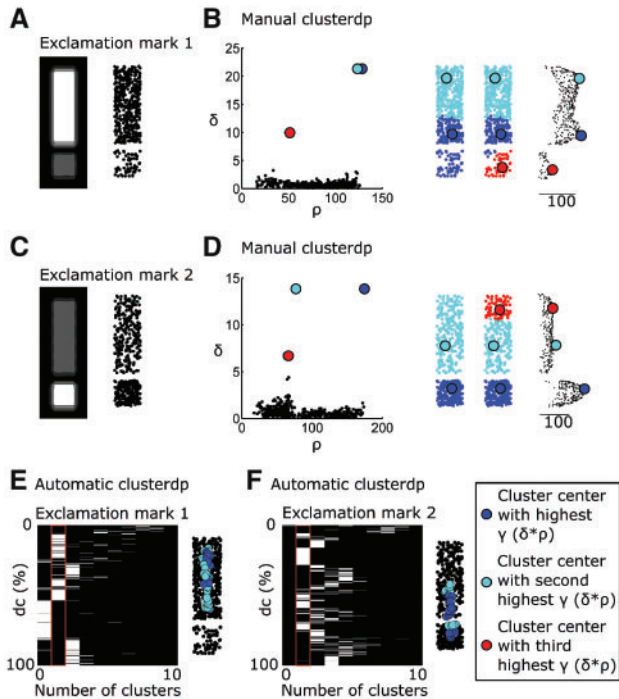 A
Exclamation mark 1
B
Manual clusterdp
25
20
15
δ
10
5
0
0 50 100 150
ρ
100
C
Exclamation mark 2
D
Manual clusterdp
15
10
δ
5
0
0 100 200
ρ
100
E
Automatic clusterdp
Exclamation mark 1
0
dc (%)
100
0 10
Number of clusters
F
Automatic clusterdp
Exclamation mark 2
0
dc (%)
100
0 10
Number of clusters
Cluster center
with highest
γ (δ*ρ)
Cluster center
with second
highest γ (δ*ρ)
Cluster center
with third
highest γ (δ*ρ)